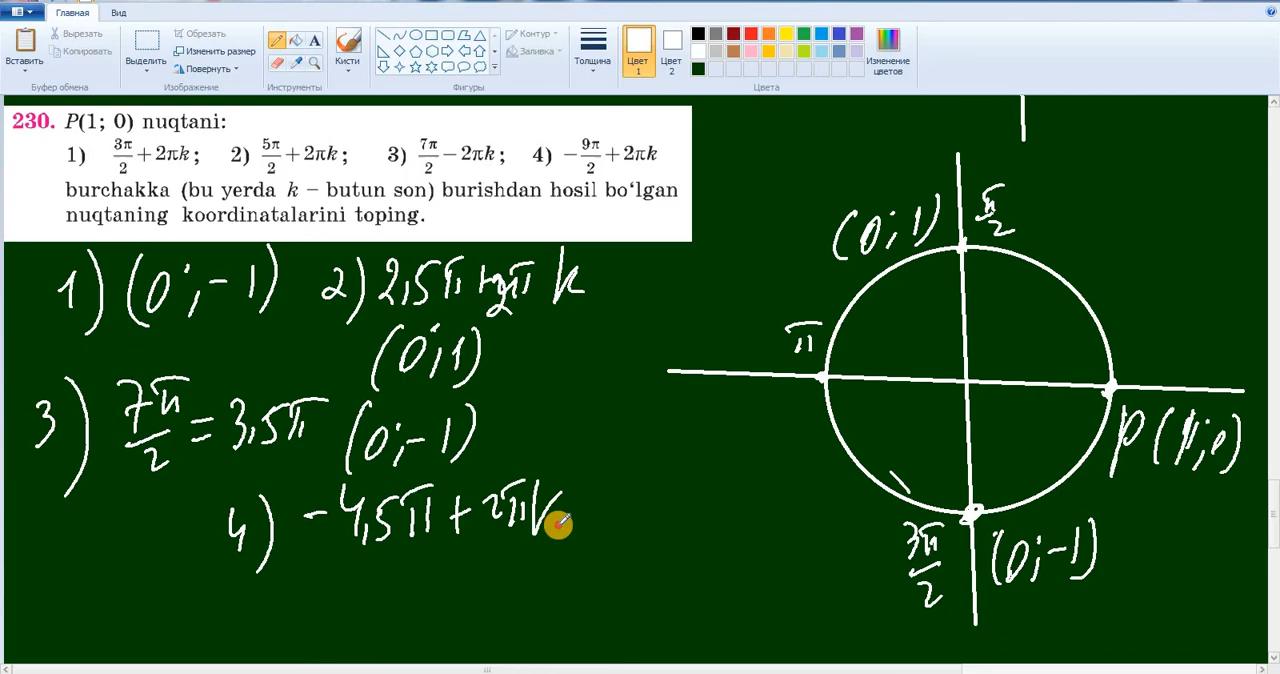 Главная Вид
Вставить
Вырезать
Копировать
Буфер обмена
Выделить
Обрезать
Изменить размер
Повернуть
Изображение
A
Инструменты
Кисти
Контур
Заливка
Фигуры
Толщина
Цвет 1
Цвет 2
Изменение цветов
Цвета
230. P(1; 0) nuqtani:
1) 3π/2 + 2πk; 2) 5π/2 + 2πk; 3) 7π/2 − 2πk; 4) −9π/2 + 2πk
burchakka (bu yerda k – butun son) burishdan hosil bo‘lgan
nuqtaning koordinatalarini toping.
1) (0;-1) 2) 2,5π+2π k
(0;1)
3) 7π/2 = 3,5π (0;-1)
4) -4,5π + 2πk
(0;1) π/2
π
P(1;0)
3π/2 (0;-1)